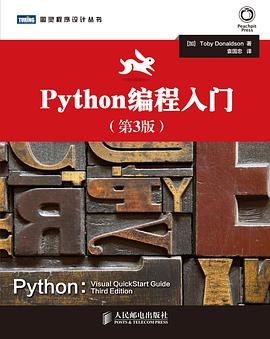 TURING 图灵程序设计丛书
Peachpit Press
[加] Toby Donaldson 著
袁国忠 译
Python编程入门
(第3版)
Python:
Visual QuickStart Guide
Third Edition
人民邮电出版社
POSTS & TELECOM PRESS